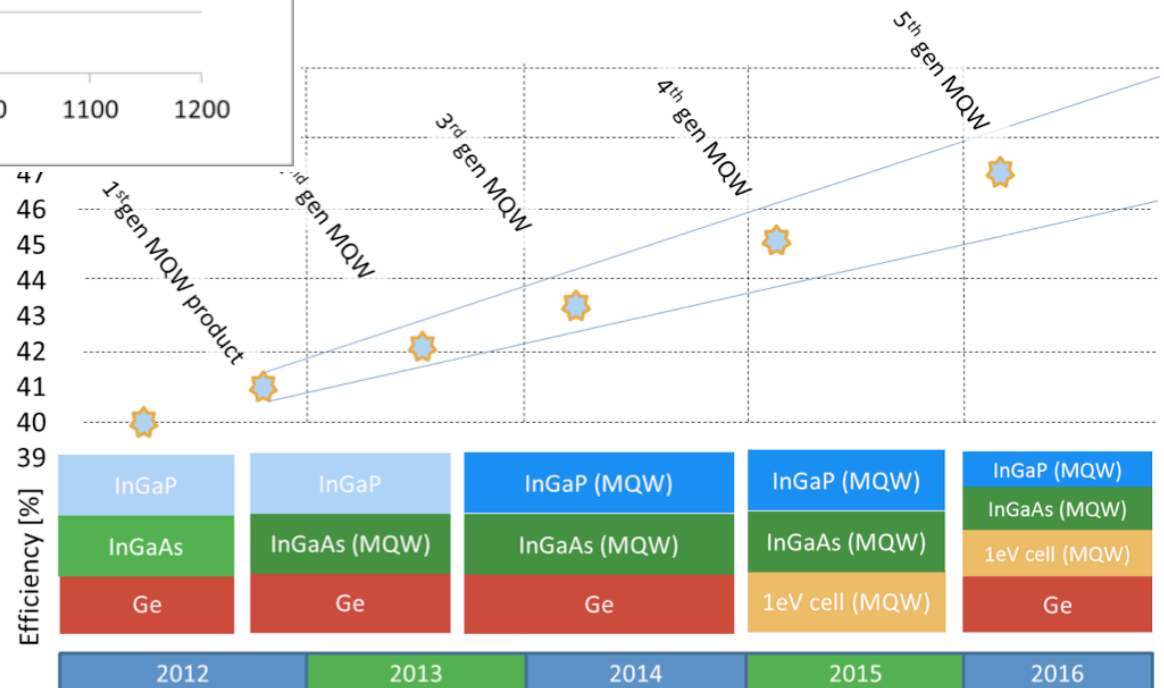 1100 1200
5th gen MQW
4th gen MQW
3rd gen MQW
gen MQW
1st gen MQW product
47
46
45
44
43
42
41
40
39
Efficiency [%]
InGaP
InGaAs
Ge
InGaP
InGaAs (MQW)
Ge
InGaP (MQW)
InGaAs (MQW)
Ge
InGaP (MQW)
InGaAs (MQW)
1eV cell (MQW)
InGaP (MQW)
InGaAs (MQW)
1eV cell (MQW)
Ge
2012 2013 2014 2015 2016